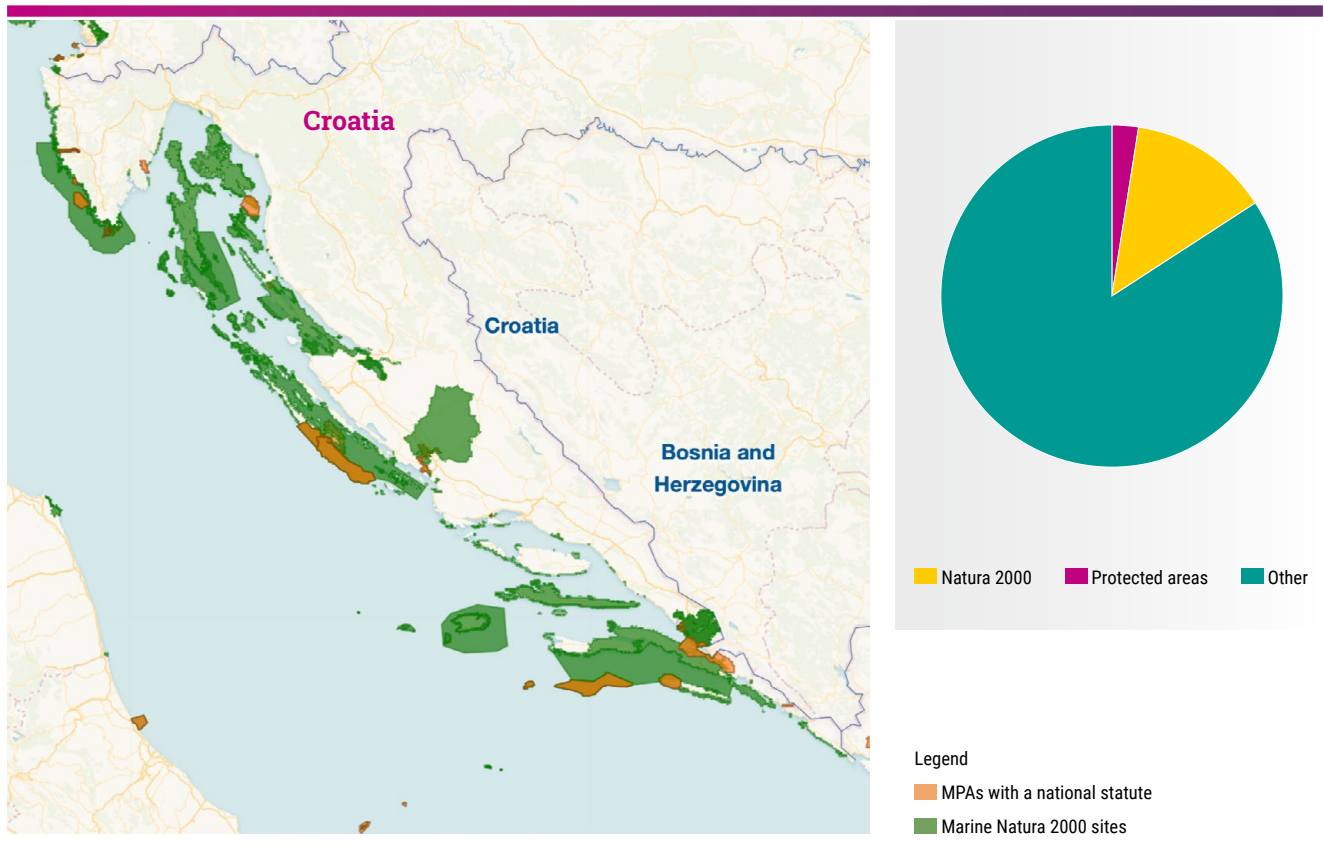 Croatia
Croatia
Bosnia and
Herzegovina
Natura 2000
Protected areas
Other
Legend
MPAs with a national statute
Marine Natura 2000 sites